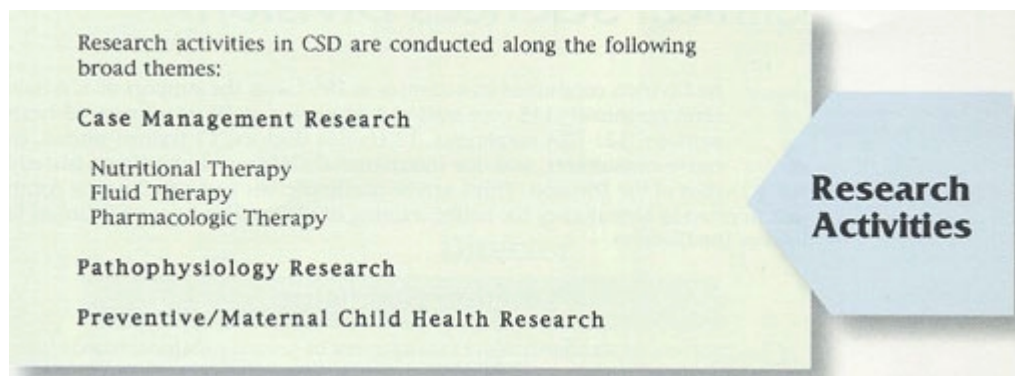 Research activities in CSD are conducted along the following
broad themes:
Case Management Research
Nutritional Therapy
Fluid Therapy
Pharmacologic Therapy
Pathophysiology Research
Preventive/Maternal Child Health Research
Research
Activities